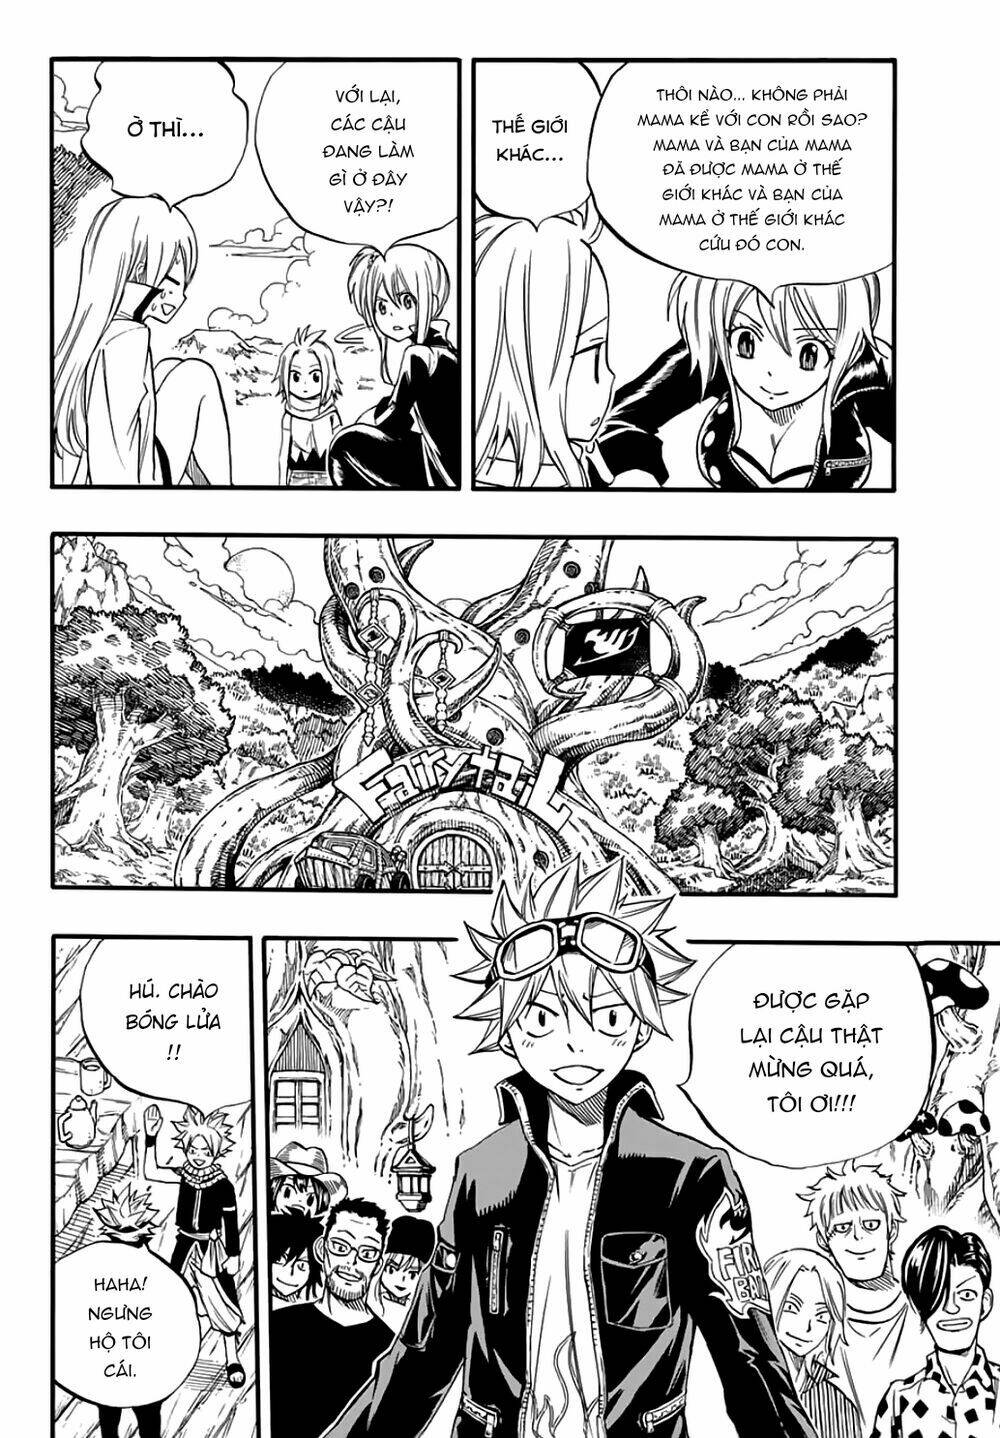 Ở THÌ...
VỚI LẠI,
CÁC CẬU
ĐANG LÀM
GÌ Ở ĐÂY
VẬY?!
THẾ GIỚI
KHÁC...
THÔI NÀO... KHÔNG PHẢI
MAMA KỂ VỚI CON RỒI SAO?
MAMA VÀ BẠN CỦA MAMA
ĐÃ ĐƯỢC MAMA Ở THẾ
GIỚI KHÁC VÀ BẠN CỦA
MAMA Ở THẾ GIỚI KHÁC
CỨU ĐÓ CON.
Fairy tail
HÚ. CHÀO
BÓNG LỬA
!!
HAHA!
NGƯNG
HỘ TÔI
CÁI.
ĐƯỢC GẶP
LẠI CẬU THẬT
MỪNG QUÁ,
TÔI ƠI!!!
FIR